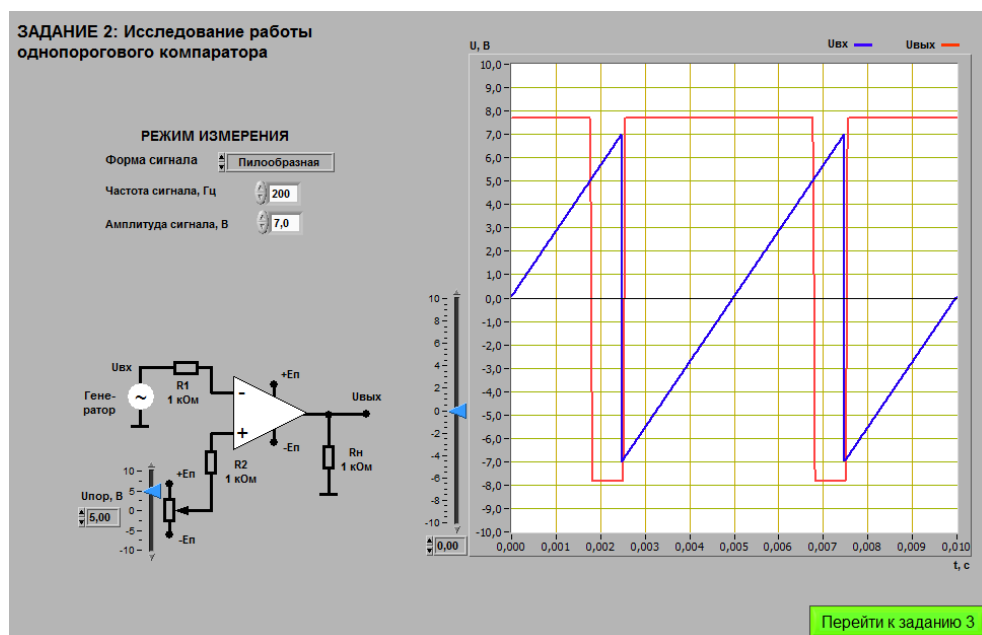 ЗАДАНИЕ 2: Исследование работы
однопорогового компаратора
РЕЖИМ ИЗМЕРЕНИЯ
Форма сигнала
Пилообразная
Частота сигнала, Гц
200
Амплитуда сигнала, В
7,0
Uвх
R1
1 кОм
Гене-
ратор
~
-
+
+Еп
-Еп
Uвых
Rн
1 кОм
R2
1 кОм
Uпор, В
5,00
10
5
0
-5
-10
+Еп
-Еп
10
8
6
4
2
0
-2
-4
-6
-8
-10
0,00
U, В
Uвх
Uвых
10,0
9,0
8,0
7,0
6,0
5,0
4,0
3,0
2,0
1,0
0,0
-1,0
-2,0
-3,0
-4,0
-5,0
-6,0
-7,0
-8,0
-9,0
-10,0
0,000 0,001 0,002 0,003 0,004 0,005 0,006 0,007 0,008 0,009 0,010
t, с
Перейти к заданию 3